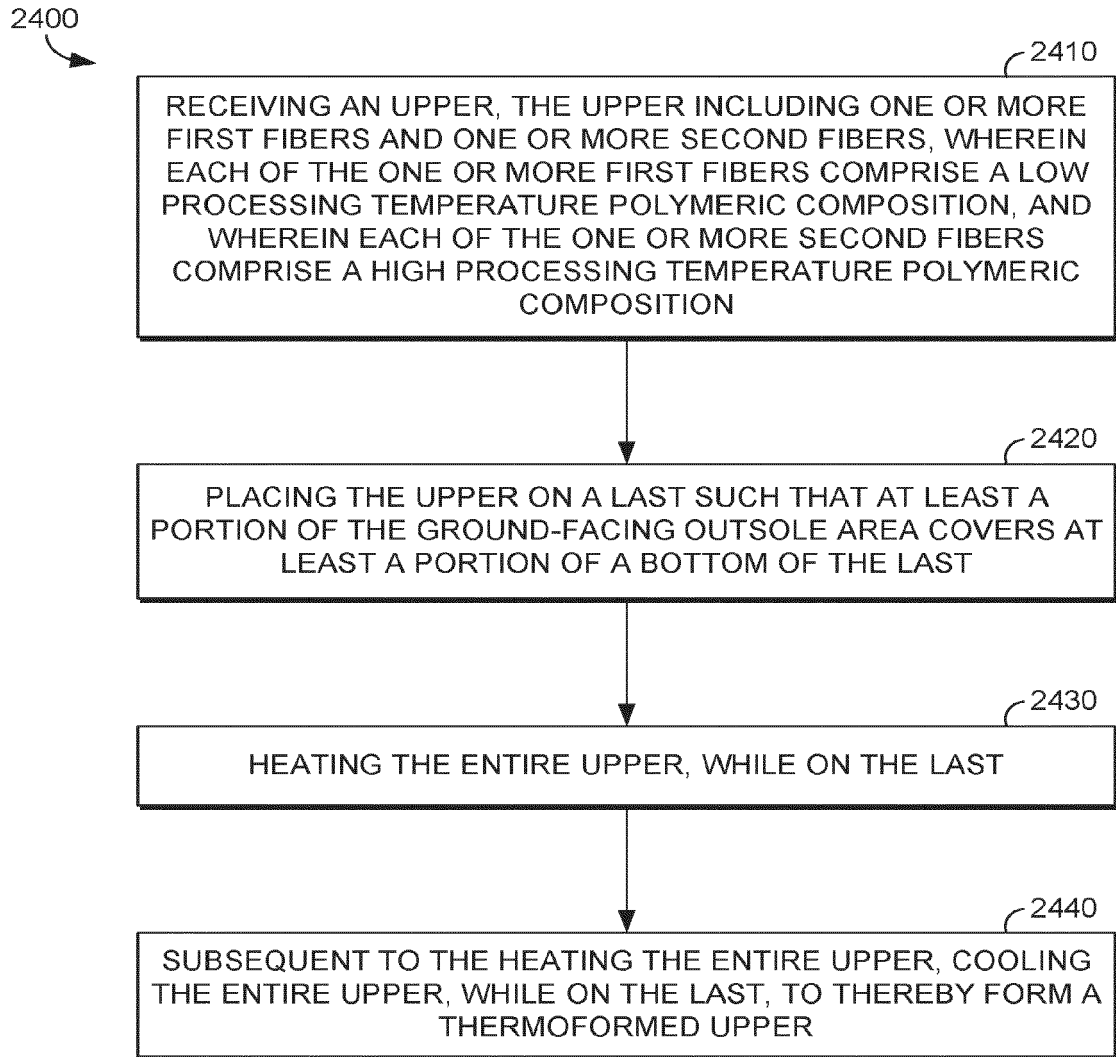 2400
2410
RECEIVING AN UPPER, THE UPPER INCLUDING ONE OR MORE
FIRST FIBERS AND ONE OR MORE SECOND FIBERS, WHEREIN
EACH OF THE ONE OR MORE FIRST FIBERS COMPRISE A LOW
PROCESSING TEMPERATURE POLYMERIC COMPOSITION, AND
WHEREIN EACH OF THE ONE OR MORE SECOND FIBERS
COMPRISE A HIGH PROCESSING TEMPERATURE POLYMERIC
COMPOSITION
2420
PLACING THE UPPER ON A LAST SUCH THAT AT LEAST A
PORTION OF THE GROUND-FACING OUTSOLE AREA COVERS AT
LEAST A PORTION OF A BOTTOM OF THE LAST
2430
HEATING THE ENTIRE UPPER, WHILE ON THE LAST
2440
SUBSEQUENT TO THE HEATING THE ENTIRE UPPER, COOLING
THE ENTIRE UPPER, WHILE ON THE LAST, TO THEREBY FORM A
THERMOFORMED UPPER